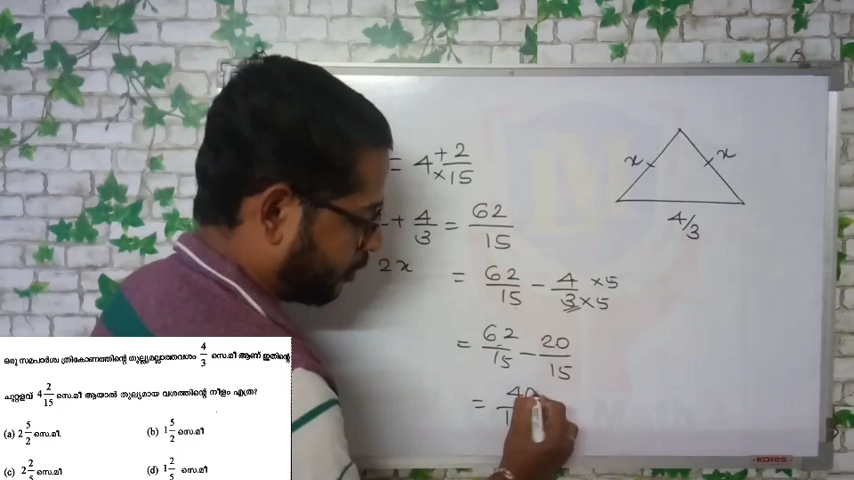 = 4 + 2/15
×
+ 4/3 = 62/15
2x = 62/15 - 4/3 ×5 ×5
= 62/15 - 20/15
= 40
x x
4/3
ഒരു സമപാർശ്വ ത്രികോണത്തിന്റെ തുല്യമല്ലാത്തവശം 4/3 സെ.മീ ആണ് ഇതിന്റെ
ചുറ്റളവ് 4 2/15 സെ.മീ ആയാൽ തുല്യമായ വശത്തിന്റെ നീളം എത്ര?
(a) 2 5/2 സെ.മീ. (b) 1 5/2 സെ.മീ
(c) 2 2/5 സെ.മീ (d) 1 2/5 സെ.മീ
KORES